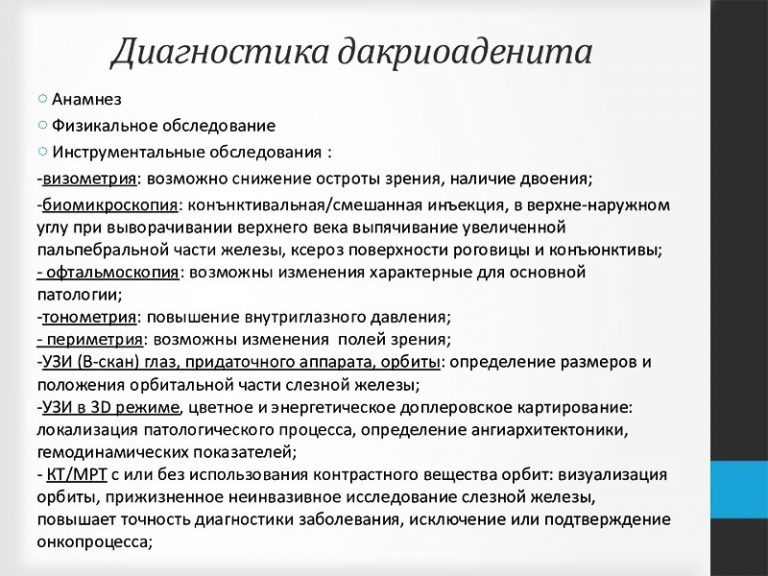 Диагностика дакриоаденита
Анамнез
Физикальное обследование
Инструментальные обследования :
-визометрия: возможно снижение остроты зрения, наличие двоения;
-биомикроскопия: конънктивальная/смешанная инъекция, в верхне-наружном
углу при выворачивании верхнего века выпячивание увеличенной
пальпебральной части железы, ксероз поверхности роговицы и конъюнктивы;
- офтальмоскопия: возможны изменения характерные для основной
патологии;
-тонометрия: повышение внутриглазного давления;
- периметрия: возможны изменения  полей зрения;
-УЗИ (В-скан) глаз, придаточного аппарата, орбиты: определение размеров и
положения орбитальной части слезной железы;
-УЗИ в 3D режиме, цветное и энергетическое доплеровское картирование:
локализация патологического процесса, определение ангиархитектоники,
гемодинамических показателей;
- КТ/МРТ с или без использования контрастного вещества орбит: визуализация
орбиты, прижизненное неинвазивное исследование слезной железы,
повышает точность диагностики заболевания, исключение или подтверждение
онкопроцесса;